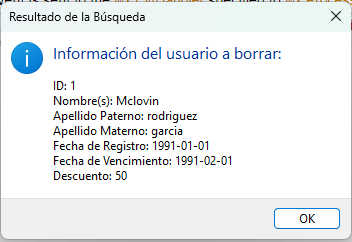 Resultado de la Búsqueda
Información del usuario a borrar:
ID: 1
Nombre(s): Mclovin
Apellido Paterno: rodriguez
Apellido Materno: garcia
Fecha de Registro: 1991-01-01
Fecha de Vencimiento: 1991-02-01
Descuento: 50
OK